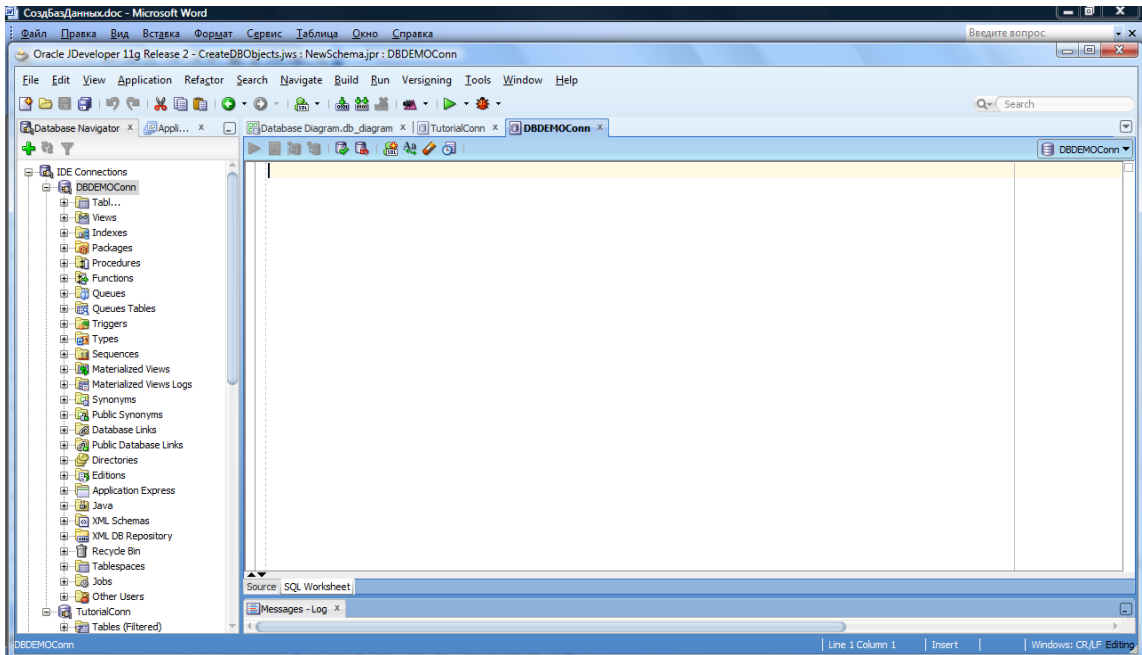 СоздБазДанных.doc - Microsoft Word
Файл Правка Вид Вставка Формат Сервис Таблица Окно Справка Введите вопрос
Oracle JDeveloper 11g Release 2 - CreateDBObjects.jws : NewSchema.jpr : DBDEMOConn
File Edit View Application Refactor Search Navigate Build Run Versioning Tools Window Help
Search
Database Navigator Appli... Database Diagram.db_diagram TutorialConn DBDEMOConn
DBDEMOConn
IDE Connections
DBDEMOConn
Tabl...
Views
Indexes
Packages
Procedures
Functions
Queues
Queues Tables
Triggers
Types
Sequences
Materialized Views
Materialized Views Logs
Synonyms
Public Synonyms
Database Links
Public Database Links
Directories
Editions
Application Express
Java
XML Schemas
XML DB Repository
Recycle Bin
Tablespaces
Jobs
Other Users
TutorialConn
Tables (Filtered)
Source SQL Worksheet
Messages - Log
DBDEMOConn Line 1 Column 1 Insert Windows: CR/LF Editing